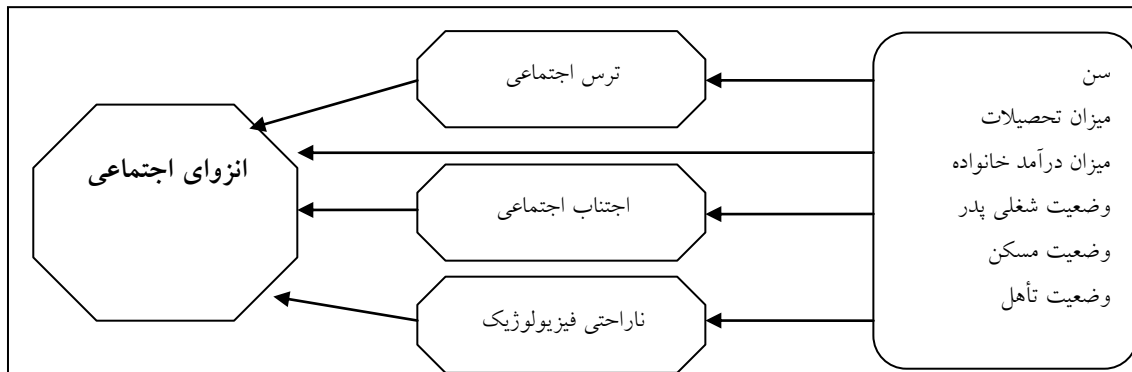 سن
میزان تحصیلات
میزان درآمد خانواده
وضعیت شغلی پدر
وضعیت مسکن
وضعیت تأهل
ترس اجتماعی
اجتناب اجتماعی
ناراحتی فیزیولوژیک
انزوای اجتماعی